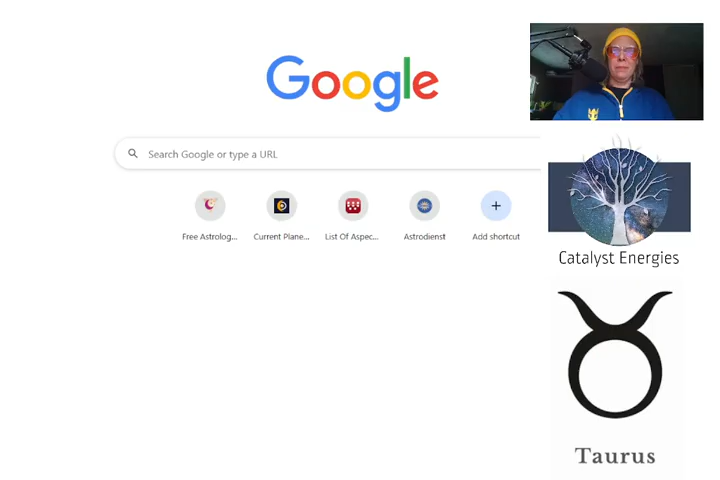 Google
Search Google or type a URL
Free Astrolog...
Current Plane...
List Of Aspec...
Astrodienst
Add shortcut
Catalyst Energies
Taurus